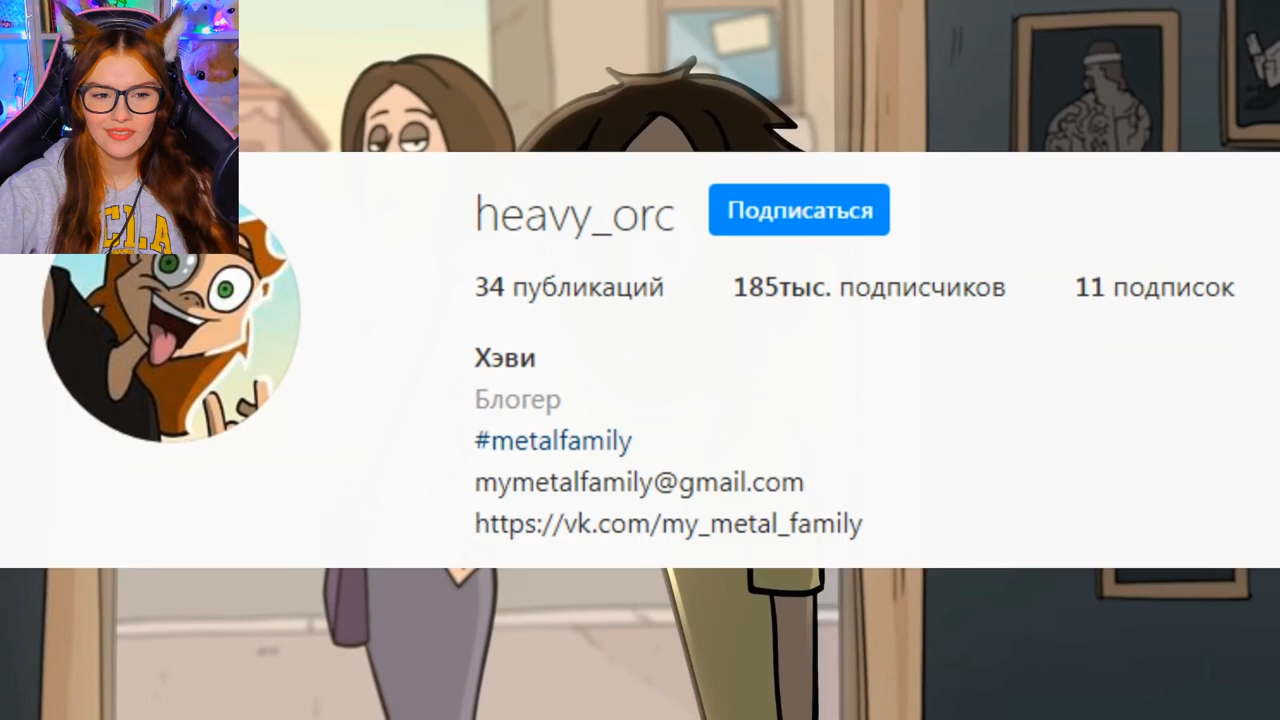 heavy_orc Подписаться
34 публикаций 185тыс. подписчиков 11 подписок
Хэви
Блогер
#metalfamily
mymetalfamily@gmail.com
https://vk.com/my_metal_family